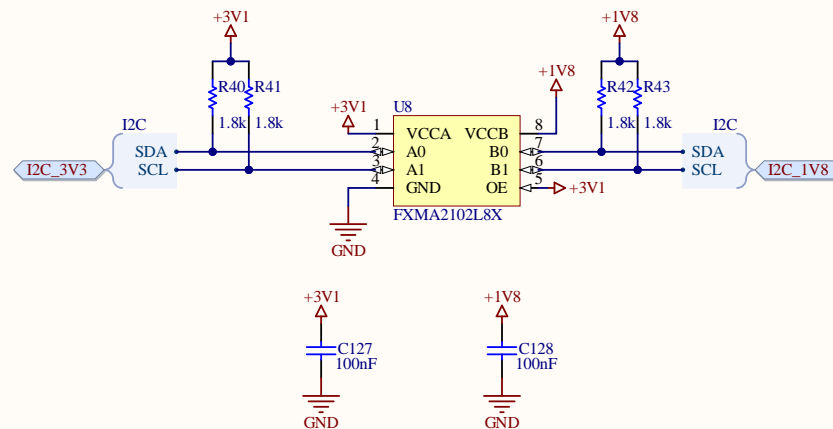 +3V1
+1V8
R40 R41
1.8k 1.8k
R42 R43
1.8k 1.8k
+3V1
U8
+1V8
I2C
I2C
1 VCCA VCCB 8
SDA 2 A0 B0 7 SDA
I2C_3V3 SCL 3 A1 B1 6 SCL I2C_1V8
4 GND OE 5 +3V1
FXMA2102L8X
GND
+3V1
+1V8
C127
100nF
C128
100nF
GND
GND